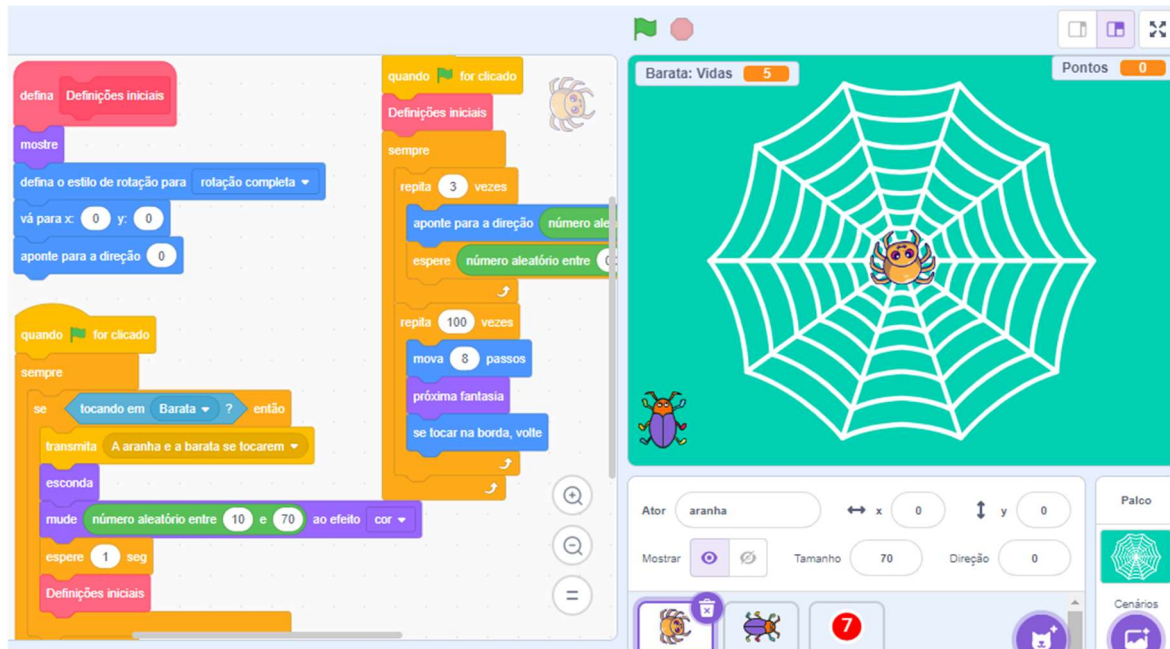 defina Definições iniciais
mostre
defina o estilo de rotação para rotação completa
vá para x: 0 y: 0
aponte para a direção 0
quando for clicado
sempre
se tocando em Barata ? então
transmita A aranha e a barata se tocarem
esconda
mude número aleatório entre 10 e 70 ao efeito cor
espere 1 seg
Definições iniciais
quando for clicado
Definições iniciais
sempre
repita 3 vezes
aponte para a direção número ale
espere número aleatório entre
repita 100 vezes
mova 8 passos
próxima fantasia
se tocar na borda, volte
Barata: Vidas 5
Pontos 0
Ator aranha x 0 y 0
Mostrar Tamanho 70 Direção 0
7
Palco
Cenários